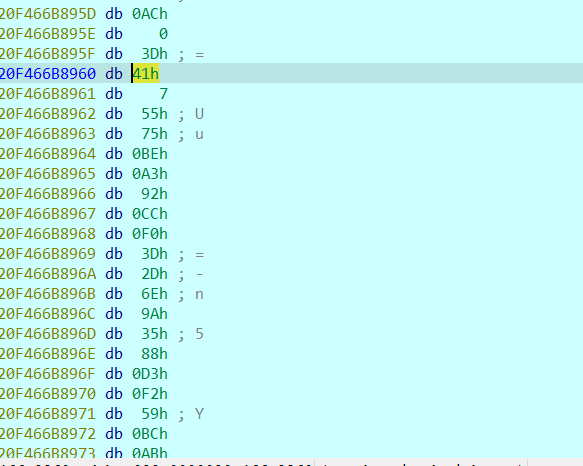 20F466B895D db 0ACh
20F466B895E db 0
20F466B895F db 3Dh ; =
20F466B8960 db 41h
20F466B8961 db 7
20F466B8962 db 55h ; U
20F466B8963 db 75h ; u
20F466B8964 db 0BEh
20F466B8965 db 0A3h
20F466B8966 db 92h
20F466B8967 db 0CCh
20F466B8968 db 0F0h
20F466B8969 db 3Dh ; =
20F466B896A db 2Dh ; -
20F466B896B db 6Eh ; n
20F466B896C db 9Ah
20F466B896D db 35h ; 5
20F466B896E db 88h
20F466B896F db 0D3h
20F466B8970 db 0F2h
20F466B8971 db 59h ; Y
20F466B8972 db 0BCh
20F466B8973 db 0ABh